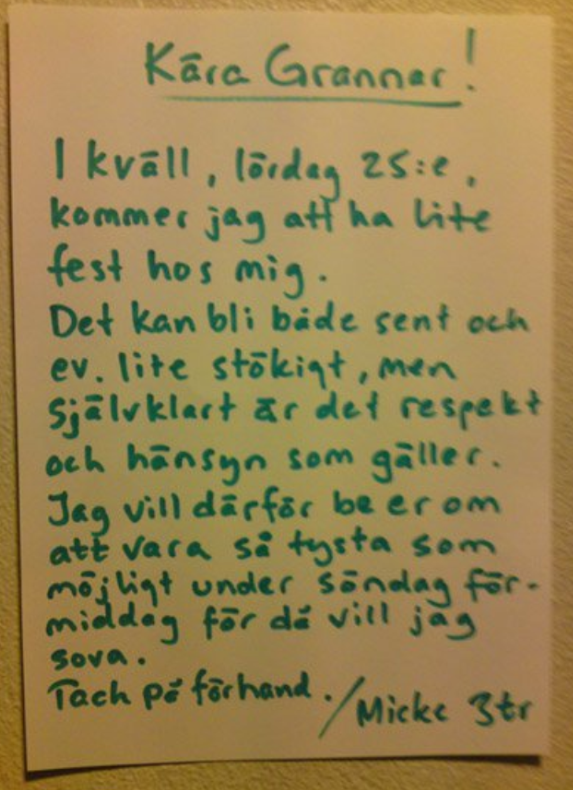 Kära Grannar!
I kväll, lördag 25:e,
kommer jag att ha lite
fest hos mig.
Det kan bli både sent och
ev. lite stökigt, men
självklart är det respekt
och hänsyn som gäller.
Jag vill därför be er om
att vara så tysta som
möjligt under söndag för-
middag för då vill jag
sova.
Tack på förhand. /Micke 3tr